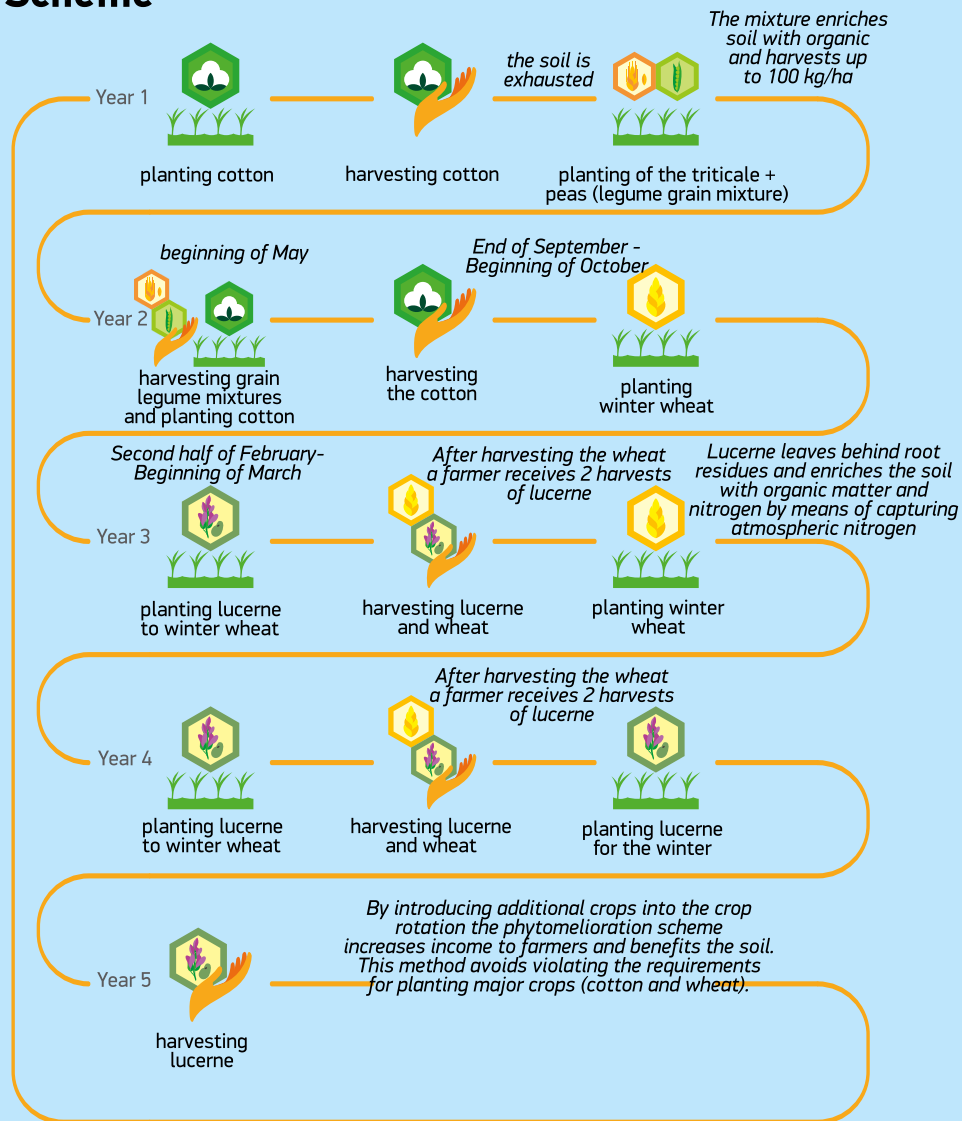 Scheme
The mixture enriches
soil with organic
and harvests up
to 100 kg/ha
the soil is
exhausted
Year 1
planting cotton
harvesting cotton
planting of the triticale +
peas (legume grain mixture)
beginning of May
End of September -
Beginning of October
Year 2
harvesting grain
legume mixtures
and planting cotton
harvesting
the cotton
planting
winter wheat
Second half of February-
Beginning of March
After harvesting the wheat
a farmer receives 2 harvests
of lucerne
Lucerne leaves behind root
residues and enriches the soil
with organic matter and
nitrogen by means of capturing
atmospheric nitrogen
Year 3
planting lucerne
to winter wheat
harvesting lucerne
and wheat
planting winter
wheat
After harvesting the wheat
a farmer receives 2 harvests
of lucerne
Year 4
planting lucerne
to winter wheat
harvesting lucerne
and wheat
planting lucerne
for the winter
By introducing additional crops into the crop
rotation the phytomelioration scheme
increases income to farmers and benefits the soil.
This method avoids violating the requirements
for planting major crops (cotton and wheat).
Year 5
harvesting
lucerne